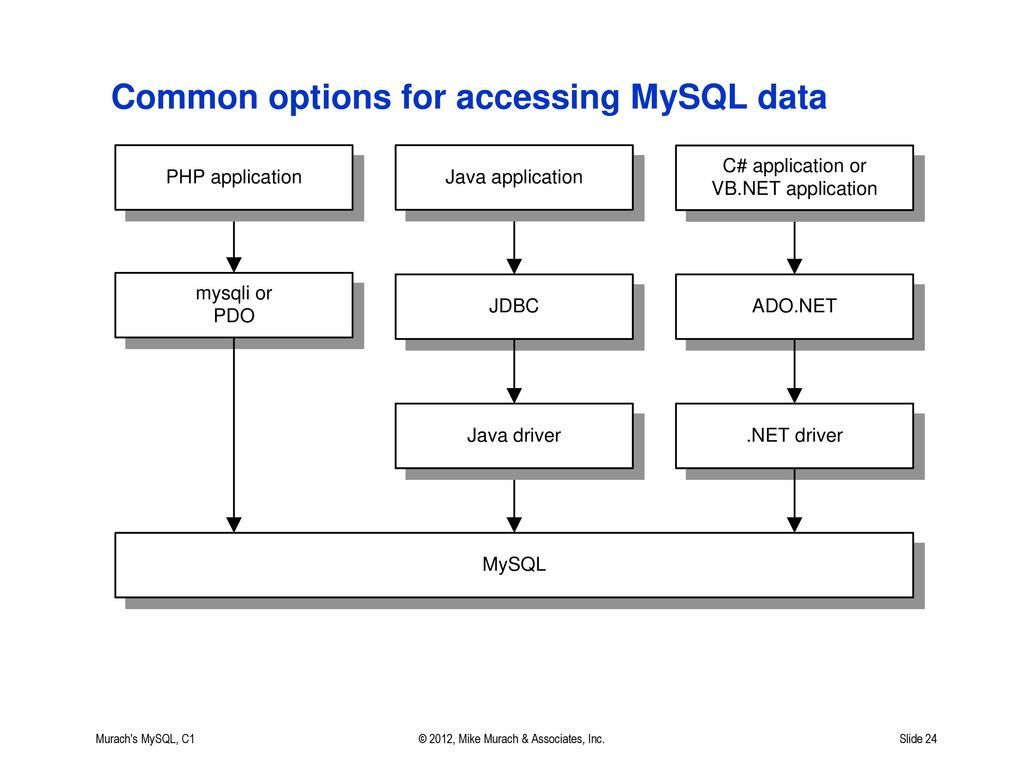 Common options for accessing MySQL data
PHP application
Java application
C# application or
VB.NET application
mysqli or
PDO
JDBC
ADO.NET
Java driver
.NET driver
MySQL
Murach's MySQL, C1
© 2012, Mike Murach & Associates, Inc.
Slide 24